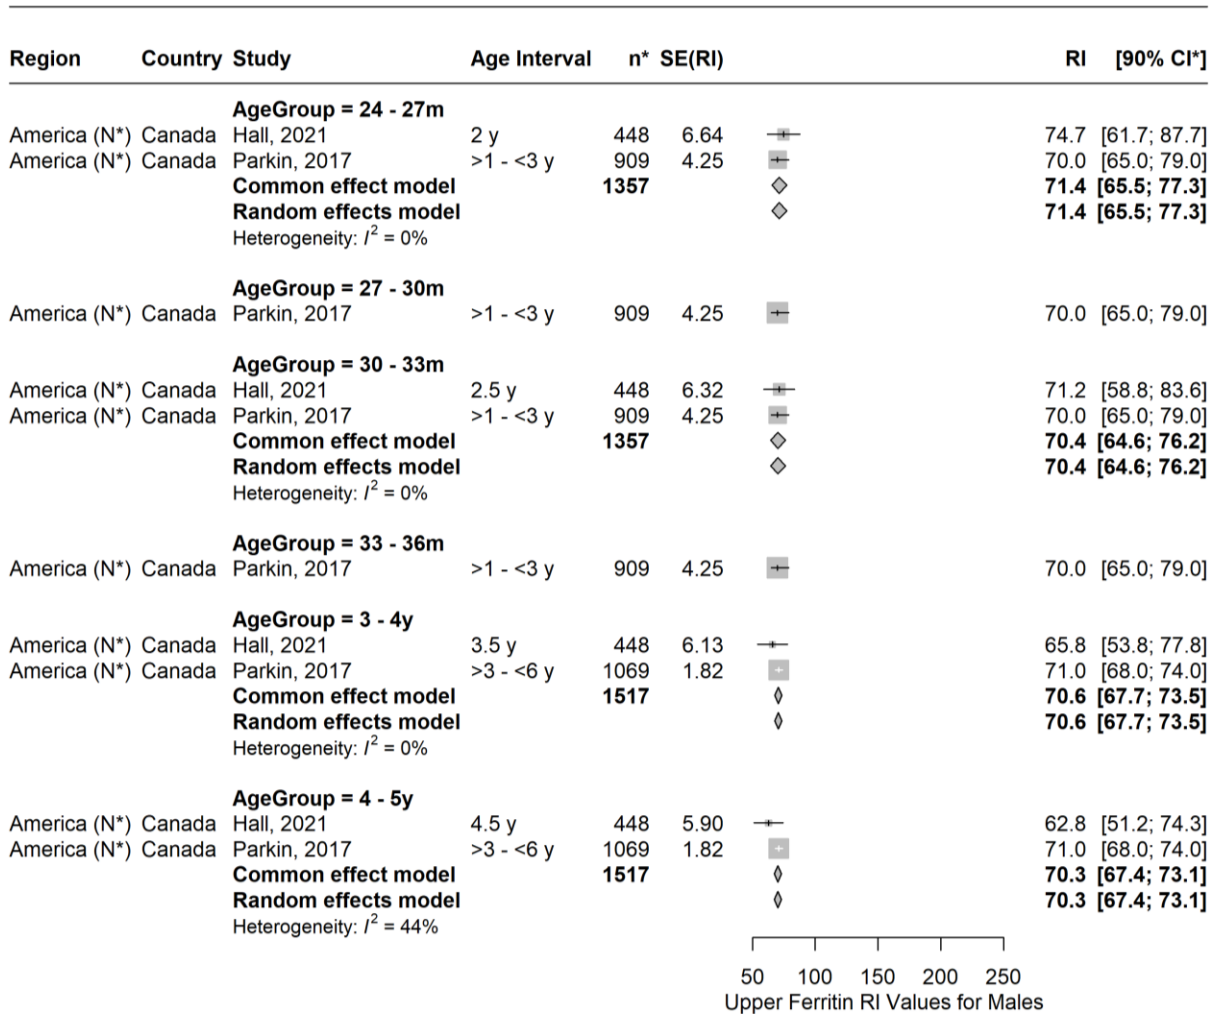 Region Country Study Age Interval n* SE(RI) RI [90% CI*]
AgeGroup = 24 - 27m
America (N*) Canada Hall, 2021 2 y 448 6.64 74.7 [61.7; 87.7]
America (N*) Canada Parkin, 2017 >1 - <3 y 909 4.25 70.0 [65.0; 79.0]
Common effect model 1357 71.4 [65.5; 77.3]
Random effects model 71.4 [65.5; 77.3]
Heterogeneity: I² = 0%
AgeGroup = 27 - 30m
America (N*) Canada Parkin, 2017 >1 - <3 y 909 4.25 70.0 [65.0; 79.0]
AgeGroup = 30 - 33m
America (N*) Canada Hall, 2021 2.5 y 448 6.32 71.2 [58.8; 83.6]
America (N*) Canada Parkin, 2017 >1 - <3 y 909 4.25 70.0 [65.0; 79.0]
Common effect model 1357 70.4 [64.6; 76.2]
Random effects model 70.4 [64.6; 76.2]
Heterogeneity: I² = 0%
AgeGroup = 33 - 36m
America (N*) Canada Parkin, 2017 >1 - <3 y 909 4.25 70.0 [65.0; 79.0]
AgeGroup = 3 - 4y
America (N*) Canada Hall, 2021 3.5 y 448 6.13 65.8 [53.8; 77.8]
America (N*) Canada Parkin, 2017 >3 - <6 y 1069 1.82 71.0 [68.0; 74.0]
Common effect model 1517 70.6 [67.7; 73.5]
Random effects model 70.6 [67.7; 73.5]
Heterogeneity: I² = 0%
AgeGroup = 4 - 5y
America (N*) Canada Hall, 2021 4.5 y 448 5.90 62.8 [51.2; 74.3]
America (N*) Canada Parkin, 2017 >3 - <6 y 1069 1.82 71.0 [68.0; 74.0]
Common effect model 1517 70.3 [67.4; 73.1]
Random effects model 70.3 [67.4; 73.1]
Heterogeneity: I² = 44%
50 100 150 200 250
Upper Ferritin RI Values for Males